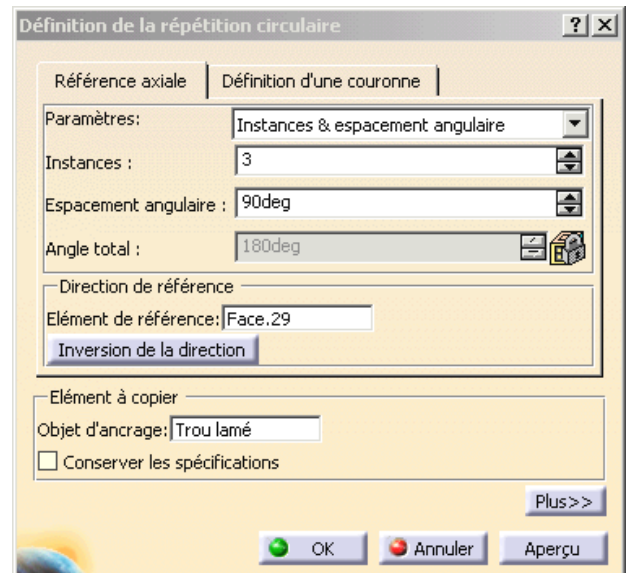 Définition de la répétition circulaire
Référence axiale Définition d'une couronne
Paramètres: Instances & espacement angulaire
Instances : 3
Espacement angulaire : 90deg
Angle total : 180deg
Direction de référence
Elément de référence: Face.29
Inversion de la direction
Elément à copier
Objet d'ancrage: Trou lamé
Conserver les spécifications
Plus>>
OK Annuler Aperçu